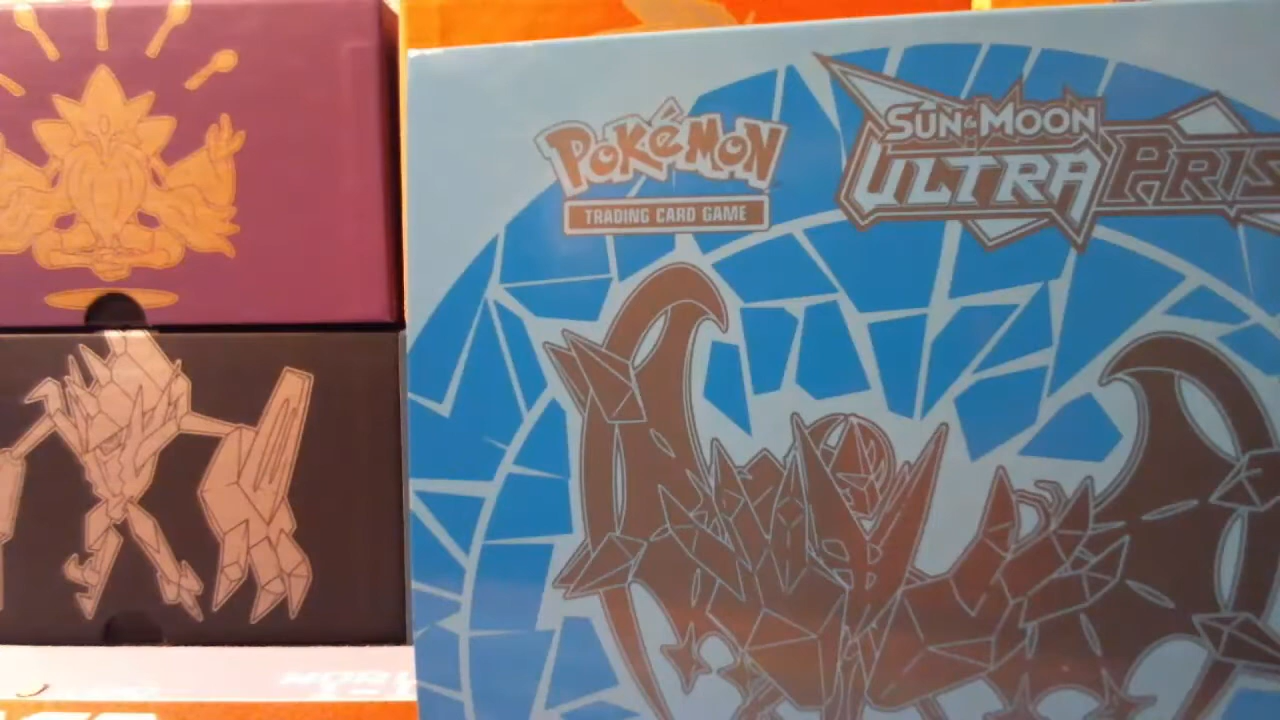 POKéMON
TRADING CARD GAME
SUN & MOON
ULTRA PRIS